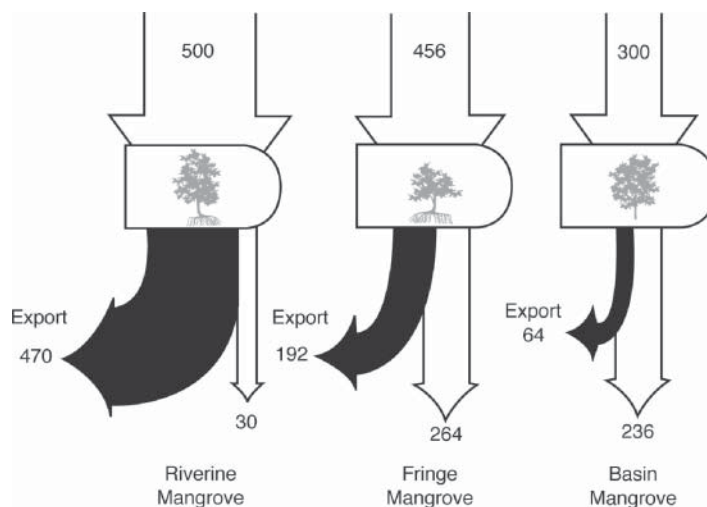 500
456
300
Export
470
Export
192
Export
64
30
264
236
Riverine
Mangrove
Fringe
Mangrove
Basin
Mangrove